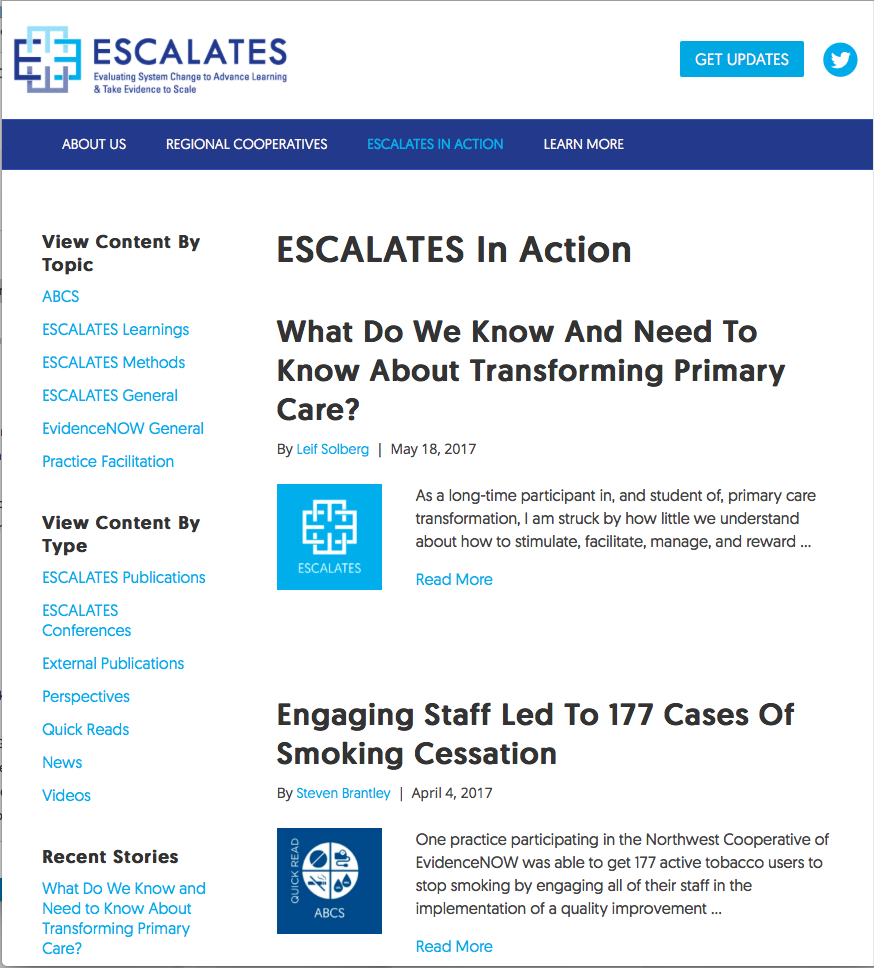 ESCALATES
Evaluating System Change to Advance Learning
& Take Evidence to Scale
GET UPDATES
ABOUT US
REGIONAL COOPERATIVES
ESCALATES IN ACTION
LEARN MORE
View Content By
Topic
ABCS
ESCALATES Learnings
ESCALATES Methods
ESCALATES General
EvidenceNOW General
Practice Facilitation
View Content By
Type
ESCALATES Publications
ESCALATES
Conferences
External Publications
Perspectives
Quick Reads
News
Videos
Recent Stories
What Do We Know and
Need to Know About
Transforming Primary
Care?
ESCALATES In Action
What Do We Know And Need To
Know About Transforming Primary
Care?
By Leif Solberg | May 18, 2017
ESCALATES
As a long-time participant in, and student of, primary care
transformation, I am struck by how little we understand
about how to stimulate, facilitate, manage, and reward ...
Read More
Engaging Staff Led To 177 Cases Of
Smoking Cessation
By Steven Brantley | April 4, 2017
QUICK READ
ABCS
One practice participating in the Northwest Cooperative of
EvidenceNOW was able to get 177 active tobacco users to
stop smoking by engaging all of their staff in the
implementation of a quality improvement ...
Read More